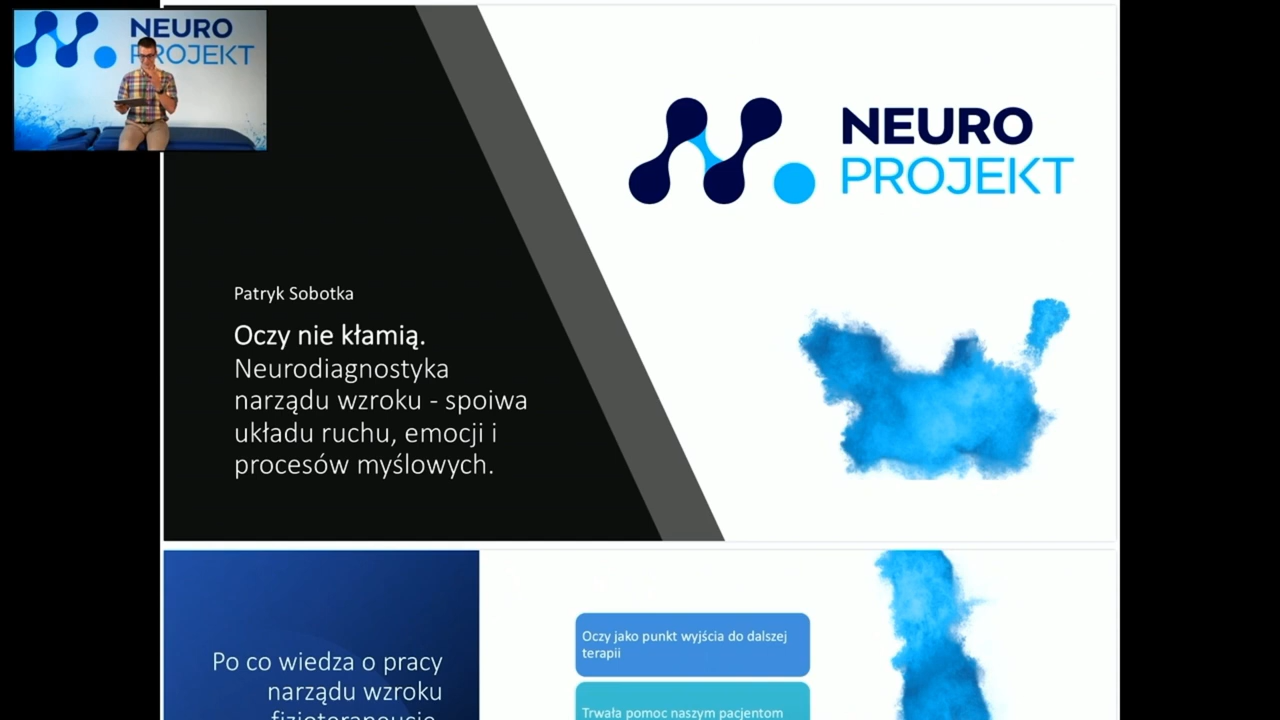 NEURO
PROJEKT
NEURO
PROJEKT
Patryk Sobotka
Oczy nie kłamią.
Neurodiagnostyka
narządu wzroku - spoiwa
układu ruchu, emocji i
procesów myślowych.
Po co wiedza o pracy
narządu wzroku
fizjoterapeucie
Oczy jako punkt wyjścia do dalszej
terapii
Trwała pomoc naszym pacjentom